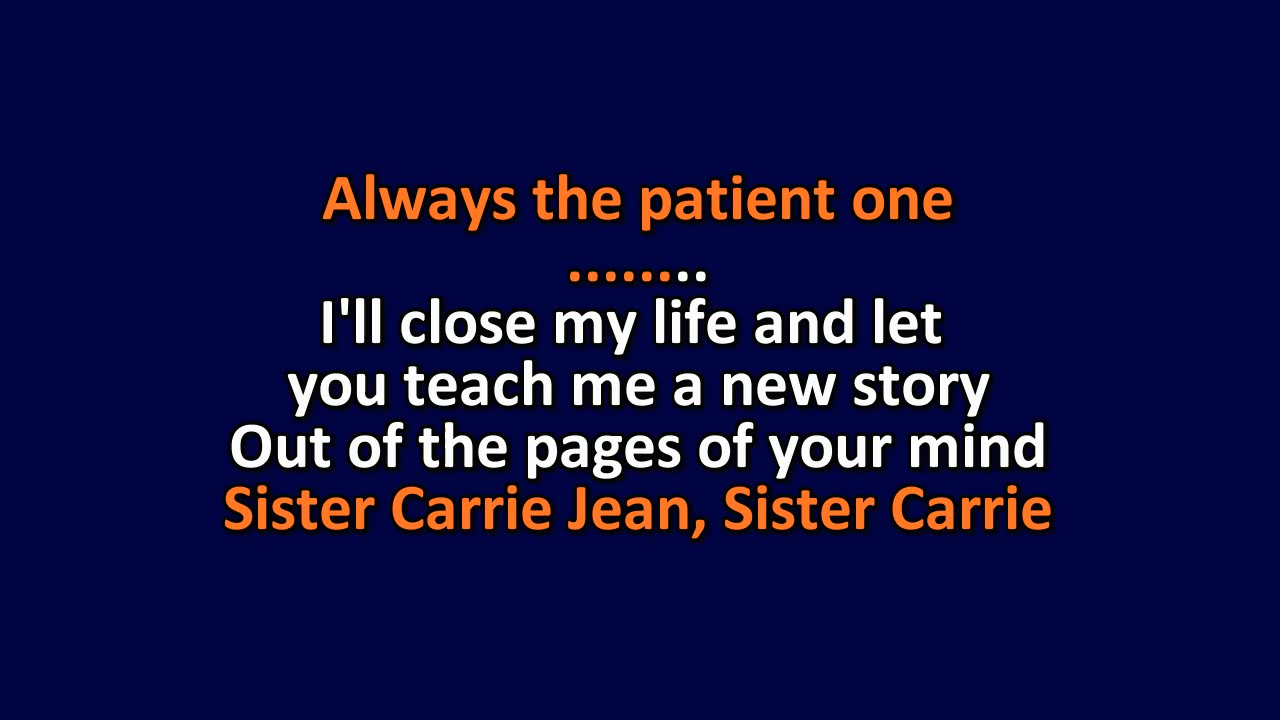 Always the patient one
........
I'll close my life and let
you teach me a new story
Out of the pages of your mind
Sister Carrie Jean, Sister Carrie